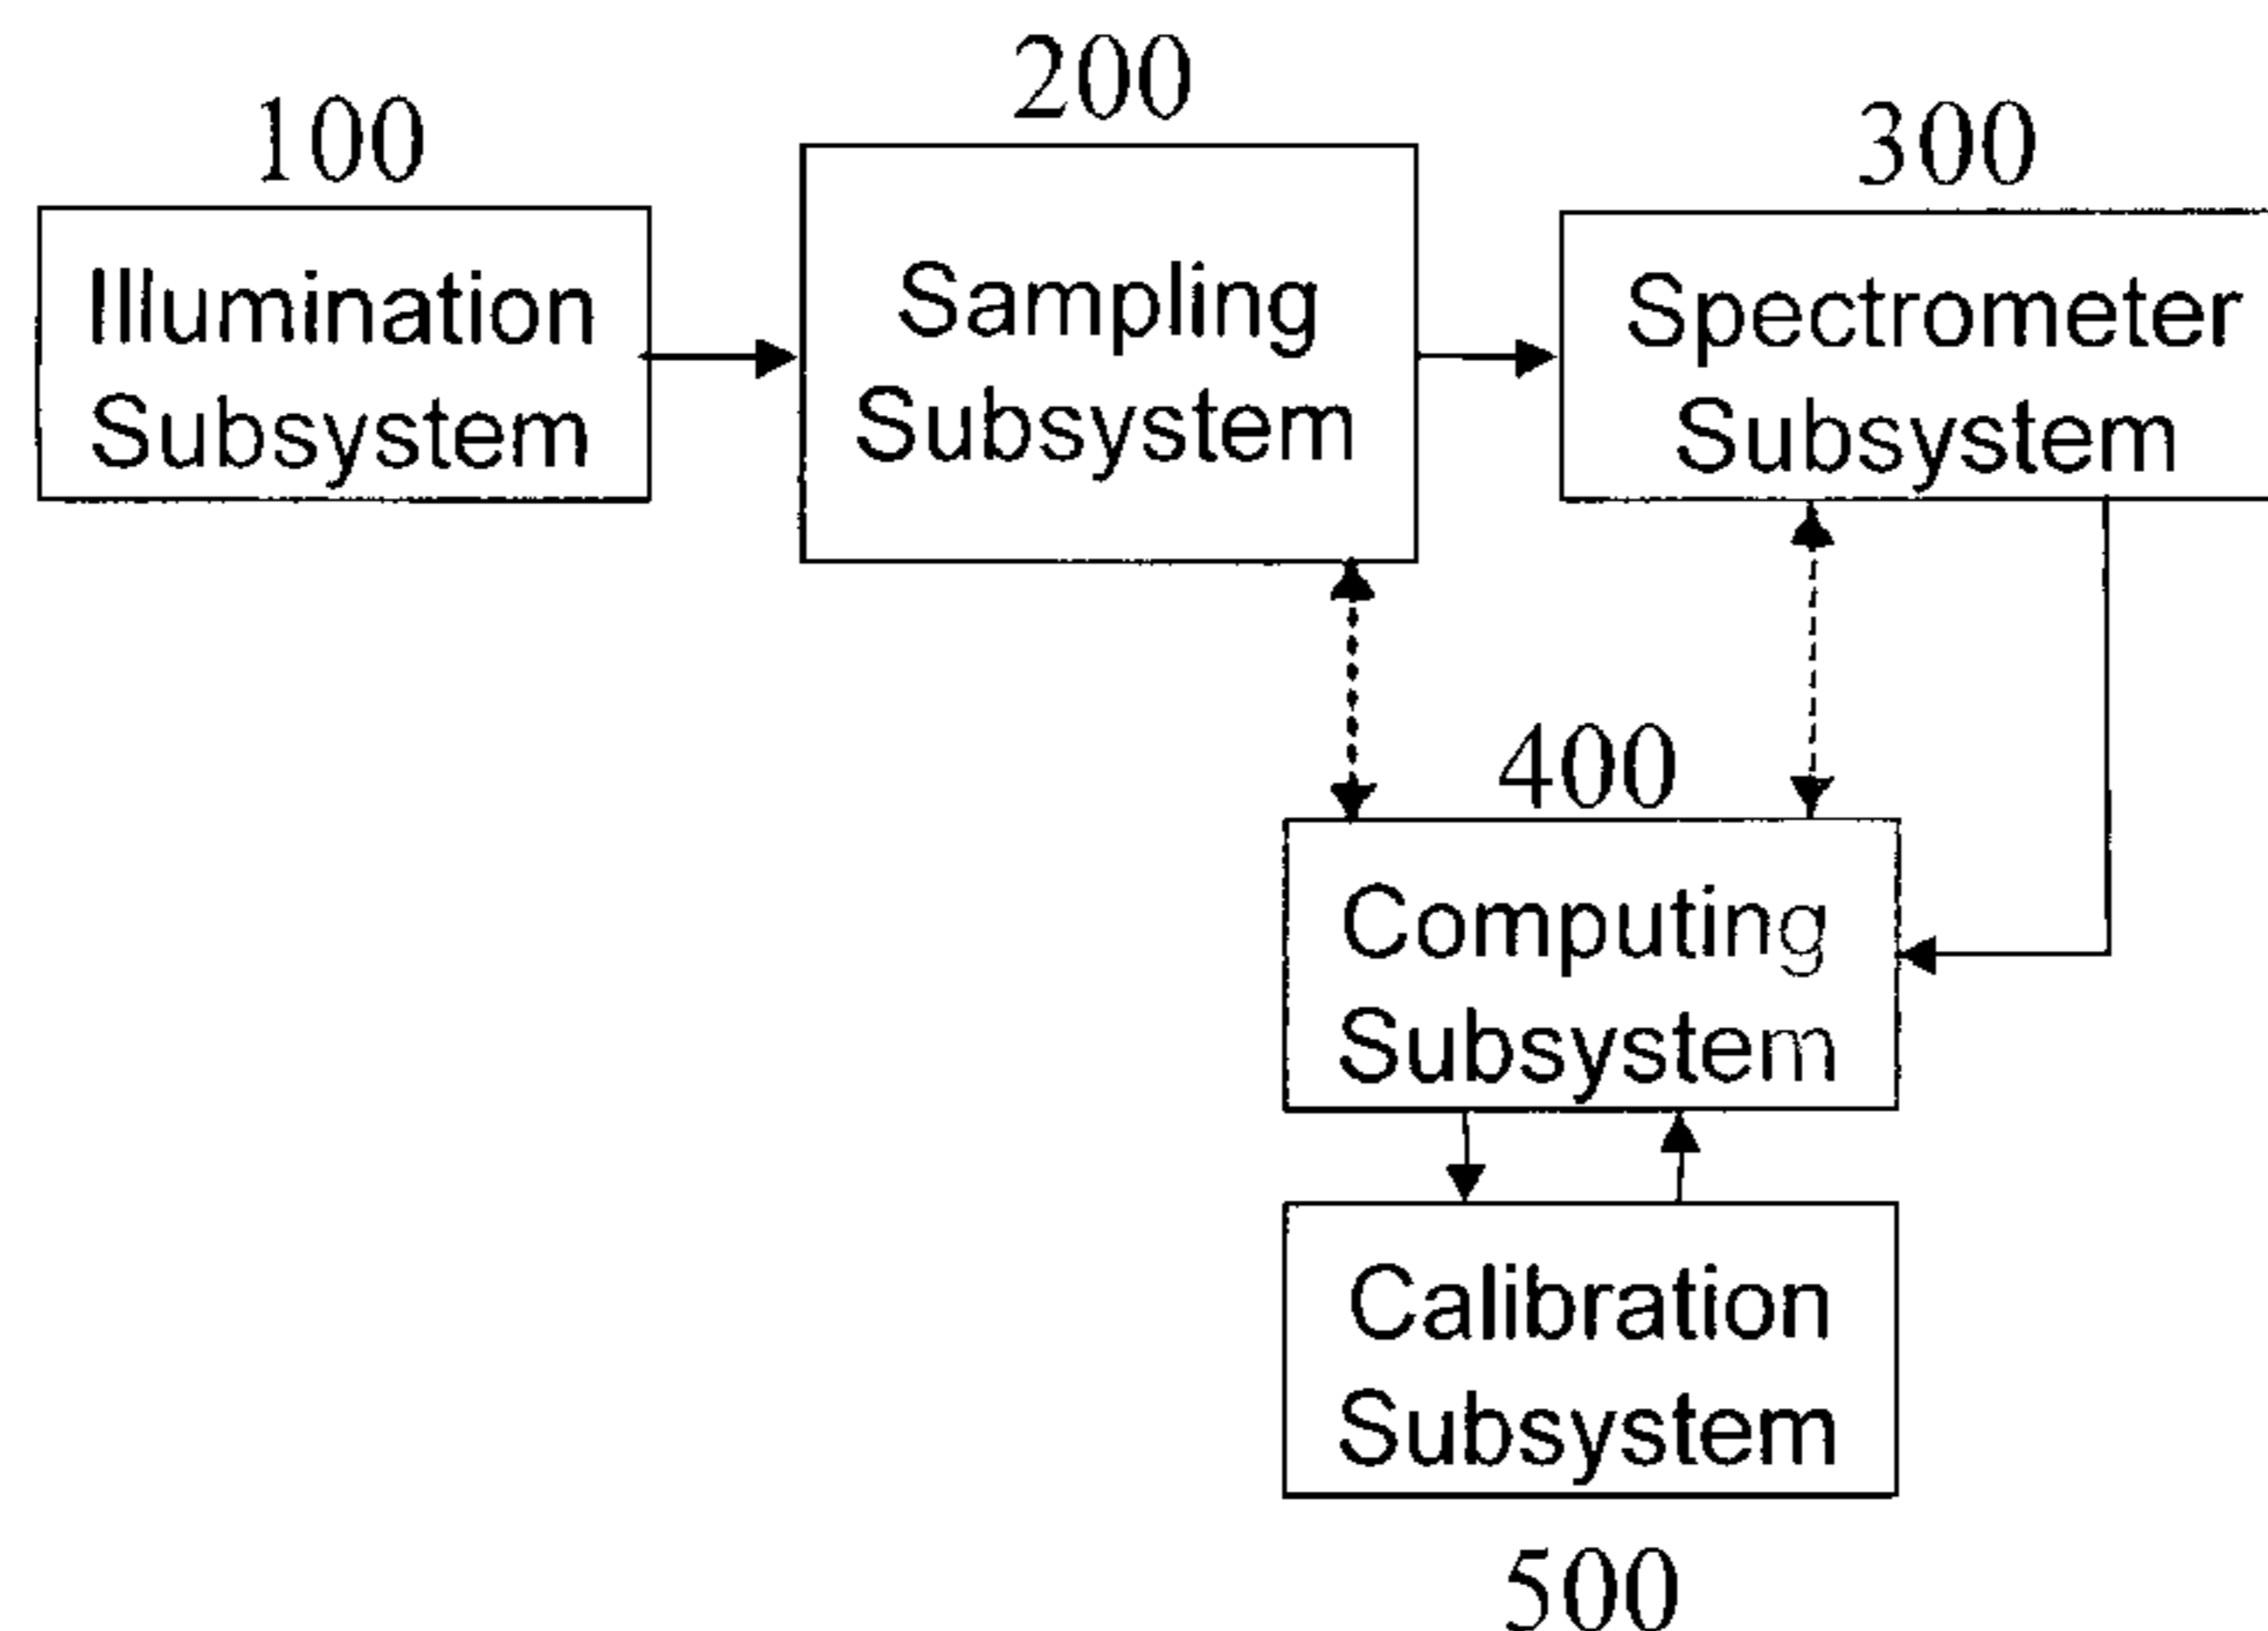 100
Illumination
Subsystem
200
Sampling
Subsystem
300
Spectrometer
Subsystem
400
Computing
Subsystem
Calibration
Subsystem
500